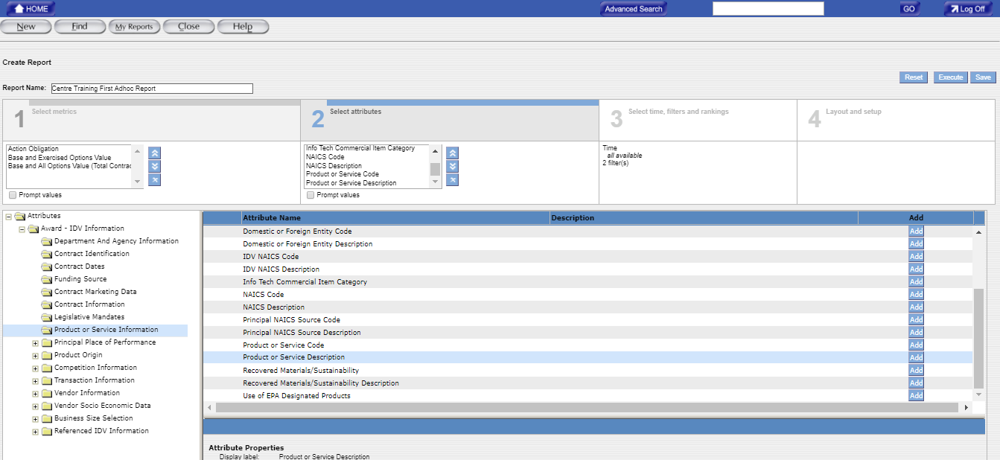 HOME Advanced Search GO Log Off
New Find My Reports Close Help
Create Report
Reset Execute Save
Report Name: Centre Training First Adhoc Report
1 Select metrics 2 Select attributes 3 Select time, filters and rankings 4 Layout and setup
Action Obligation
Base and Exercised Options Value
Base and All Options Value (Total Contrac
Prompt values
Info Tech Commercial Item Category
NAICS Code
NAICS Description
Product or Service Code
Product or Service Description
Prompt values
Time
all available
2 filter(s)
Attributes
Award - IDV Information
Department And Agency Information
Contract Identification
Contract Dates
Funding Source
Contract Marketing Data
Contract Information
Legislative Mandates
Product or Service Information
Principal Place of Performance
Product Origin
Competition Information
Transaction Information
Vendor Information
Vendor Socio Economic Data
Business Size Selection
Referenced IDV Information
Attribute Name Description Add
Domestic or Foreign Entity Code Add
Domestic or Foreign Entity Description Add
IDV NAICS Code Add
IDV NAICS Description Add
Info Tech Commercial Item Category Add
NAICS Code Add
NAICS Description Add
Principal NAICS Source Code Add
Principal NAICS Source Description Add
Product or Service Code Add
Product or Service Description Add
Recovered Materials/Sustainability Add
Recovered Materials/Sustainability Description Add
Use of EPA Designated Products Add
Attribute Properties
Display label: Product or Service Description